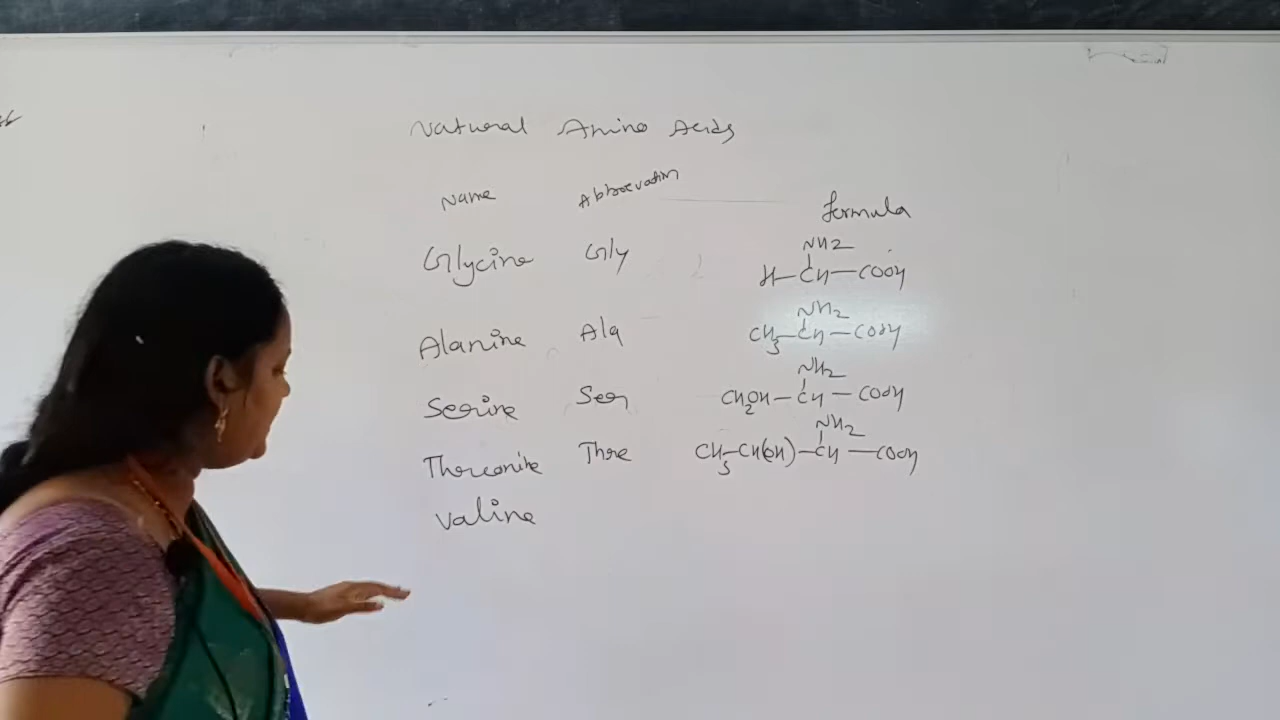 Natural Amino Acids
Name Abbrevation formula
NH2
Glycine Gly H-CH-COOH
NH2
Alanine Ala CH3-CH-COOH
NH2
Serine Ser CH2OH-CH-COOH
NH2
Threonine Thre CH3-CH(OH)-CH-COOH
Valine